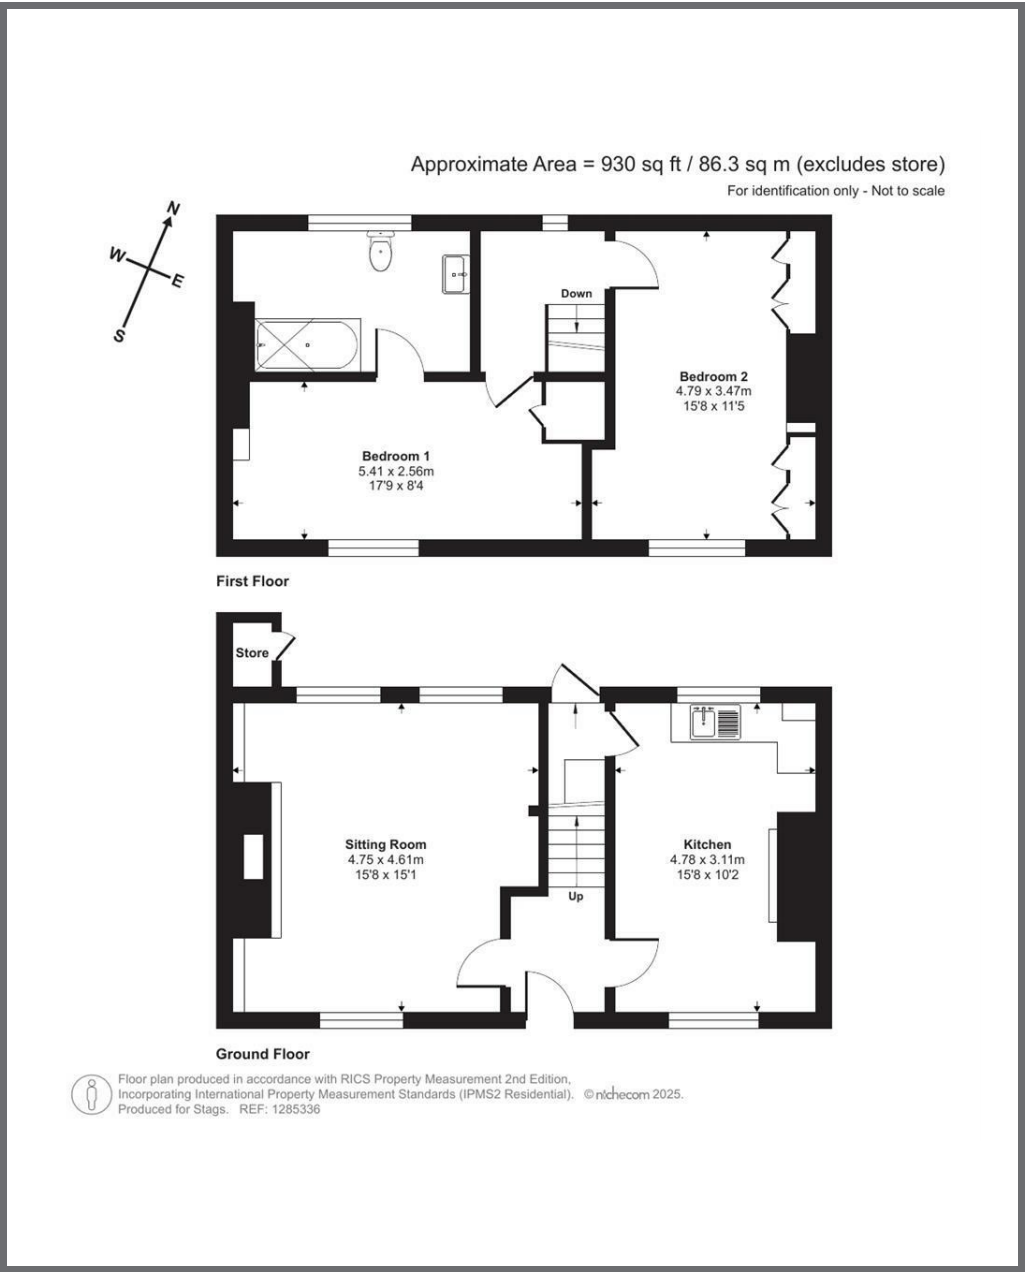 Approximate Area = 930 sq ft / 86.3 sq m (excludes store)
For identification only - Not to scale
N
W
E
S
Down
Bedroom 2
4.79 x 3.47m
15'8 x 11'5
Bedroom 1
5.41 x 2.56m
17'9 x 8'4
First Floor
Store
Sitting Room
4.75 x 4.61m
15'8 x 15'1
Kitchen
4.78 x 3.11m
15'8 x 10'2
Up
Ground Floor
Floor plan produced in accordance with RICS Property Measurement 2nd Edition,
Incorporating International Property Measurement Standards (IPMS2 Residential). © nichecom 2025.
Produced for Stags. REF: 1285336